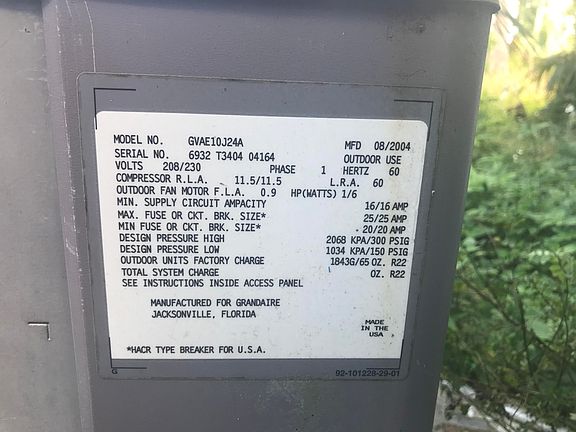 MODEL NO. GVAE10J24A MFD 08/2004
SERIAL NO. 6932 T3404 04164 OUTDOOR USE
VOLTS 208/230 PHASE 1 HERTZ 60
COMPRESSOR R.L.A. 11.5/11.5 L.R.A. 60
OUTDOOR FAN MOTOR F.L.A. 0.9 HP(WATTS) 1/6
MIN. SUPPLY CIRCUIT AMPACITY 16/16 AMP
MAX. FUSE OR CKT. BRK. SIZE* 25/25 AMP
MIN FUSE OR CKT. BRK. SIZE* 20/20 AMP
DESIGN PRESSURE HIGH 2068 KPA/300 PSIG
DESIGN PRESSURE LOW 1034 KPA/150 PSIG
OUTDOOR UNITS FACTORY CHARGE 1843G/65 OZ. R22
TOTAL SYSTEM CHARGE OZ. R22
SEE INSTRUCTIONS INSIDE ACCESS PANEL
MANUFACTURED FOR GRANDAIRE
JACKSONVILLE, FLORIDA
MADE
IN THE
USA
*HACR TYPE BREAKER FOR U.S.A.
G 92-101228-29-01